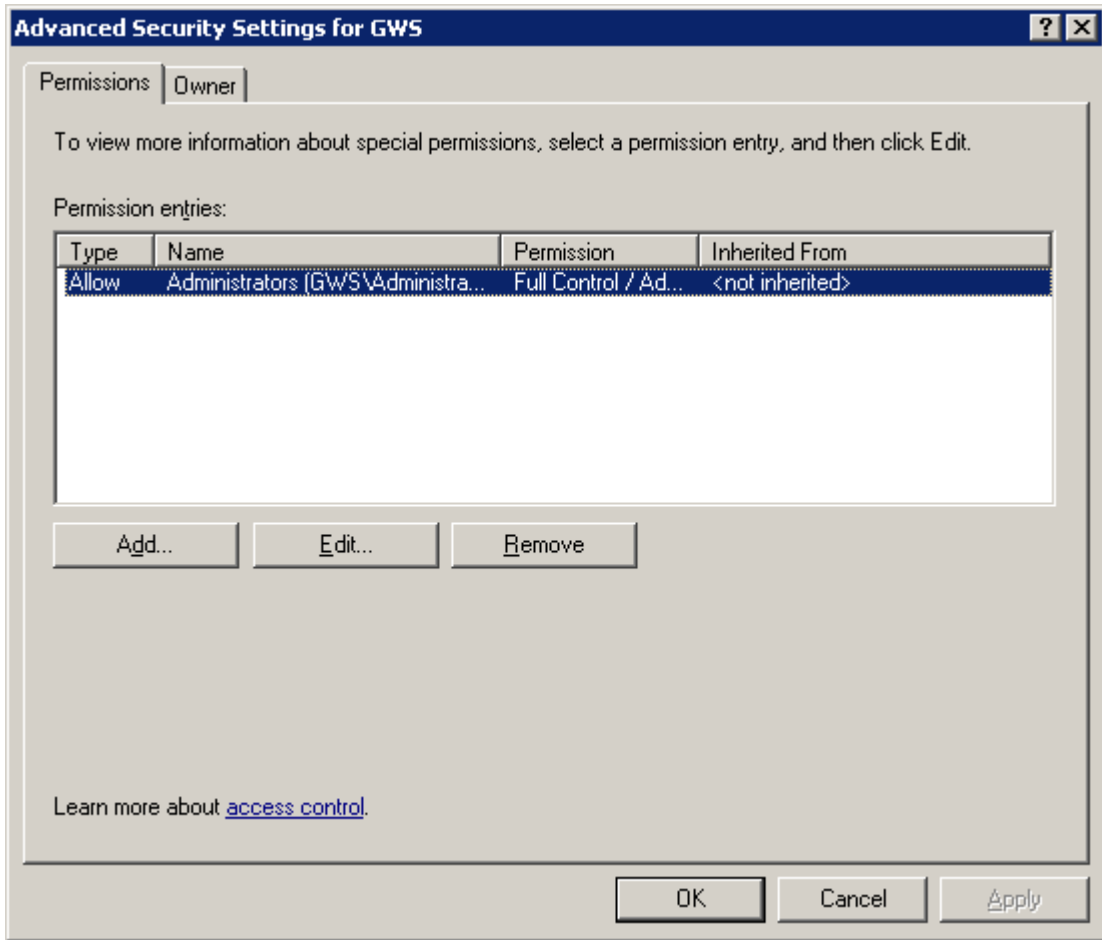 Advanced Security Settings for GWS
Permissions Owner
To view more information about special permissions, select a permission entry, and then click Edit.
Permission entries:
Type Name Permission Inherited From
Allow Administrators (GWS\Administra... Full Control / Ad... <not inherited>
Add... Edit... Remove
Learn more about access control.
OK Cancel Apply